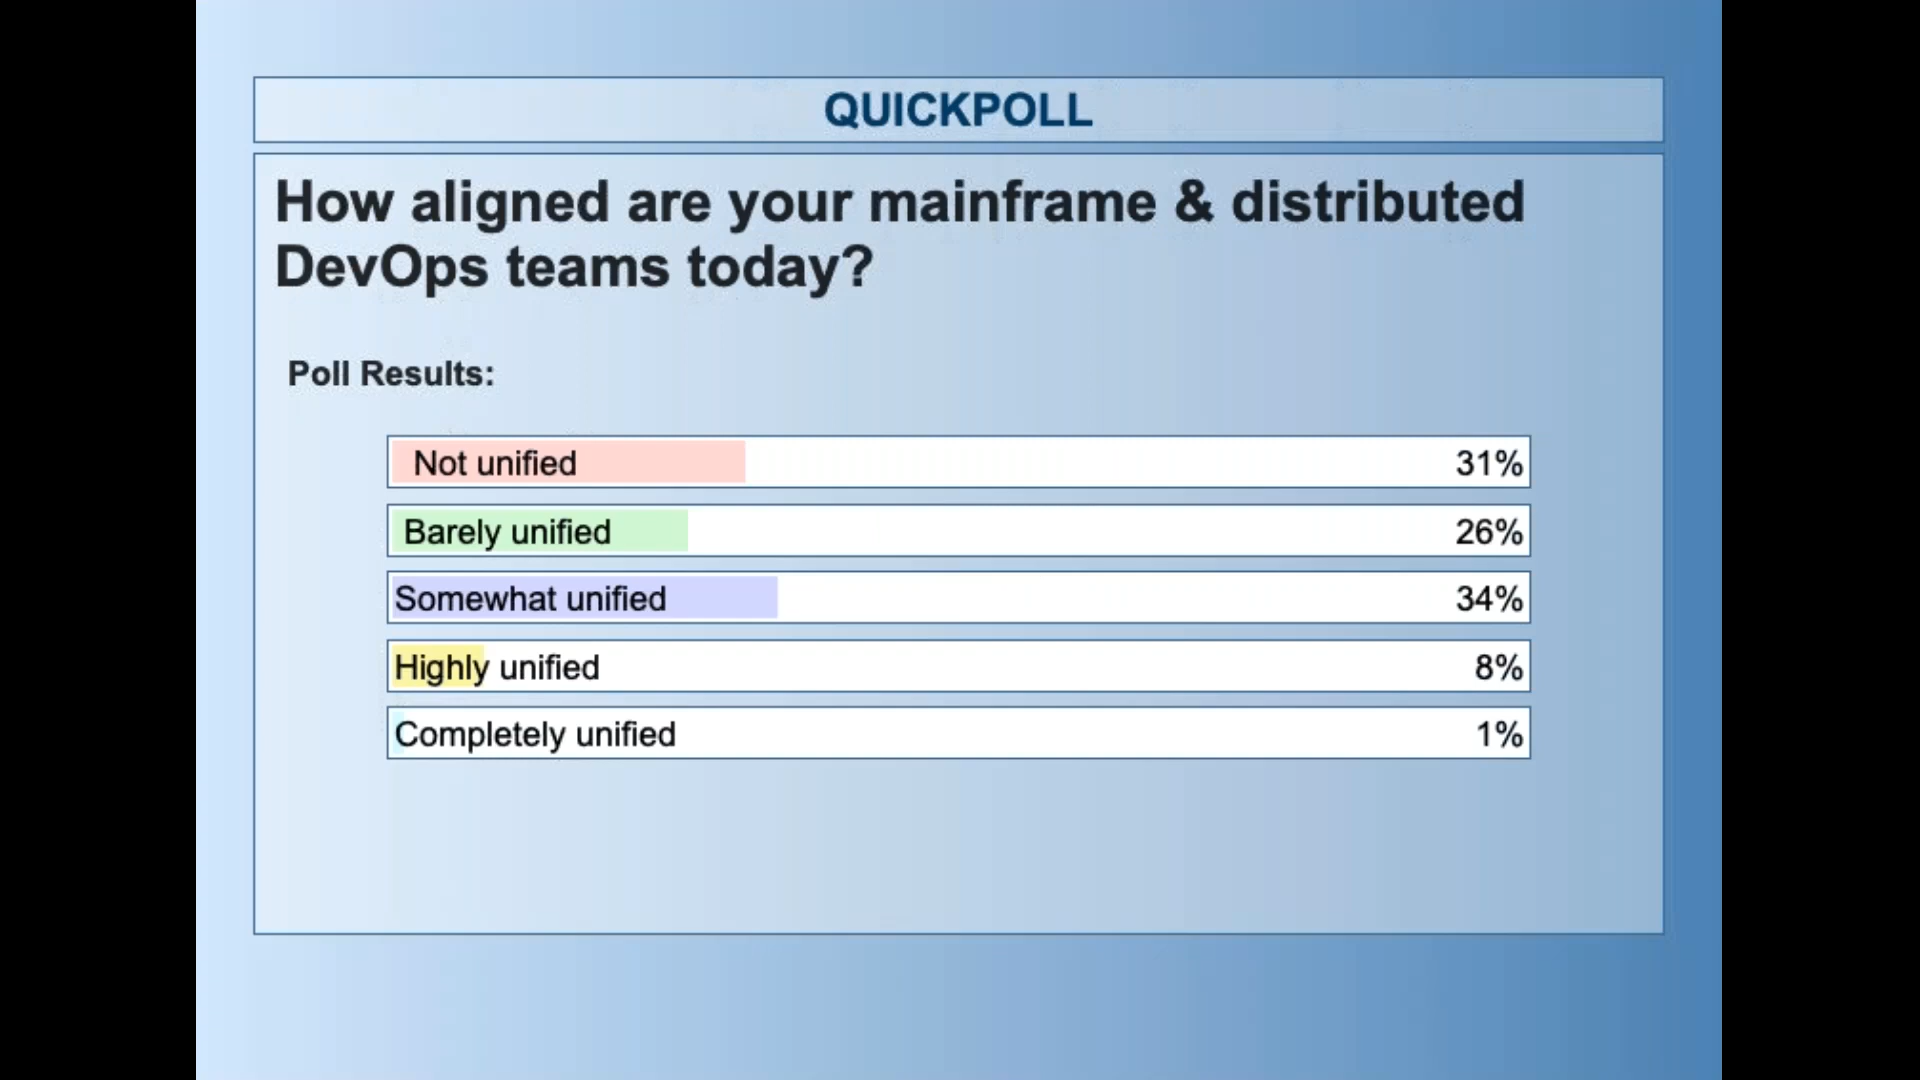 QUICKPOLL
How aligned are your mainframe & distributed
DevOps teams today?
Poll Results:
Not unified 31%
Barely unified 26%
Somewhat unified 34%
Highly unified 8%
Completely unified 1%